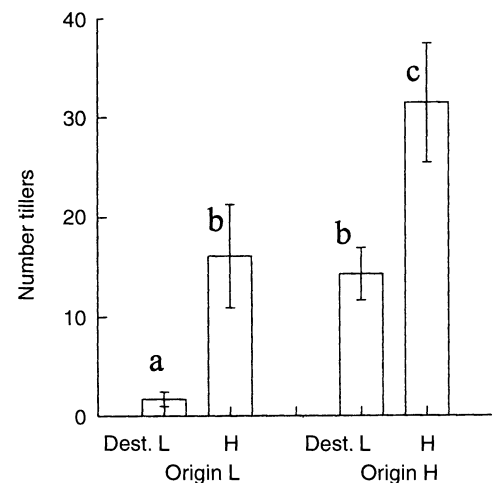 40
30
20
10
0
Number tillers
a
b
b
c
Dest. L H Dest. L H
Origin L Origin H